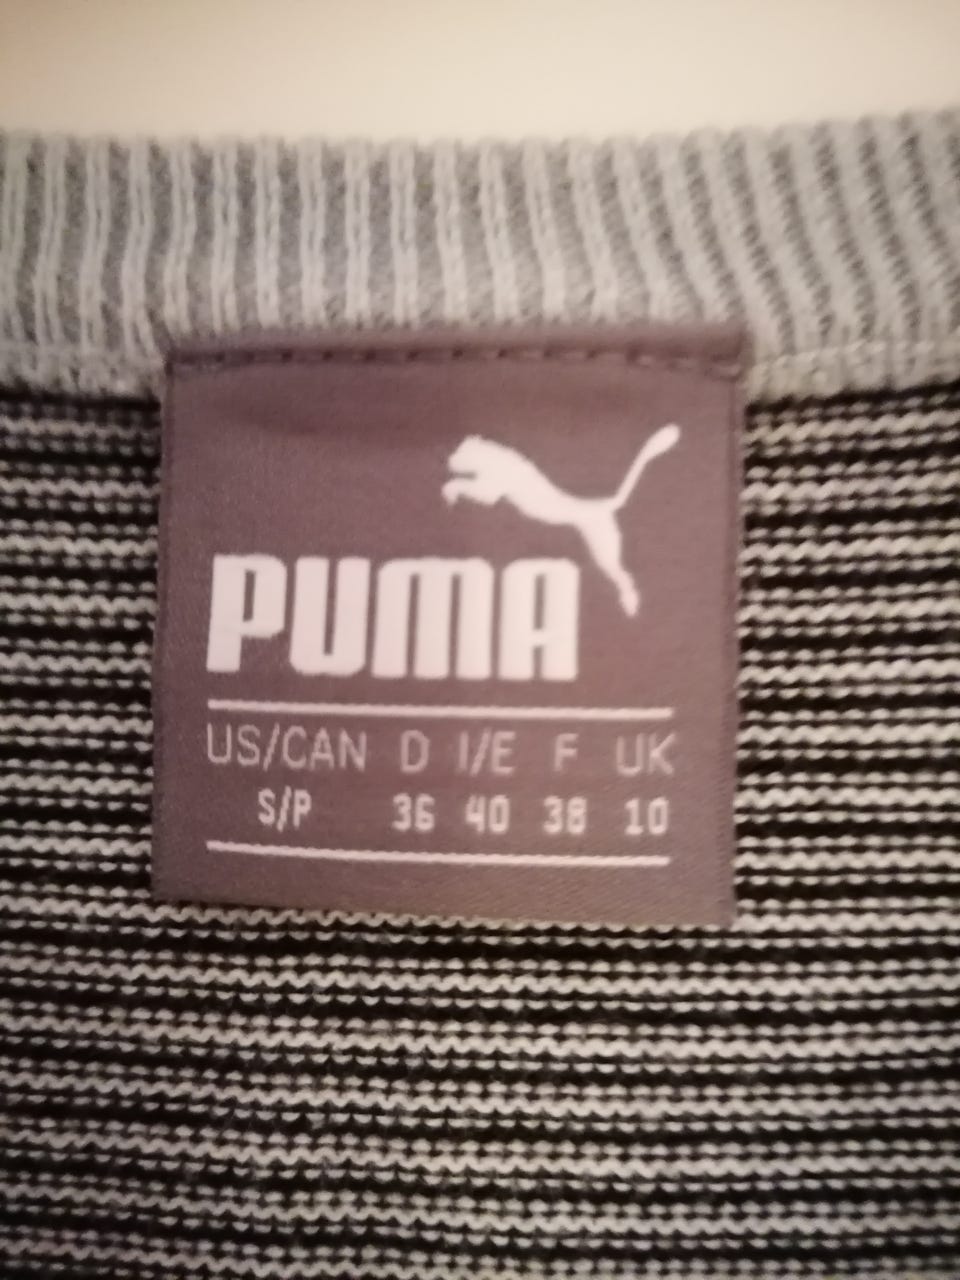 PUMA
US/CAN D I/E F UK
S/P 36 40 38 10